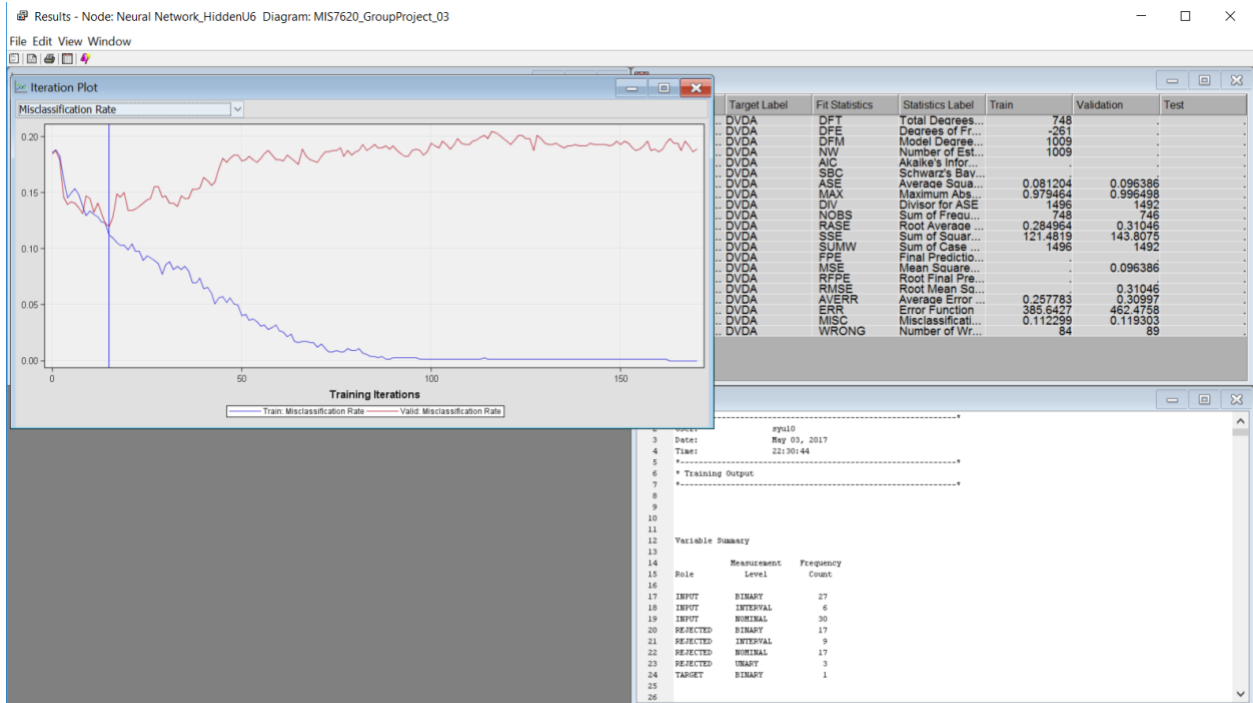 Results - Node: Neural Network_HiddenU6 Diagram: MIS7620_GroupProject_03
File Edit View Window
Iteration Plot
Misclassification Rate
0.20
0.15
0.10
0.05
0.00
0 50 100 150
Training Iterations
Train: Misclassification Rate Valid: Misclassification Rate
Target Label Fit Statistics Statistics Label Train Validation Test
... DVDA DFT Total Degrees... 748 . .
... DVDA DFE Degrees of Fr... -261 . .
... DVDA DFM Model Degree... 1009 . .
... DVDA NW Number of Est... 1009 . .
... DVDA AIC Akaike's Infor... . . .
... DVDA SBC Schwarz's Bay... . . .
... DVDA ASE Average Squa... 0.081204 0.096386 .
... DVDA MAX Maximum Abs... 0.979464 0.996498 .
... DVDA DIV Divisor for ASE 1496 1492 .
... DVDA NOBS Sum of Frequ... 748 746 .
... DVDA RASE Root Average ... 0.284964 0.31046 .
... DVDA SSE Sum of Squar... 121.4819 143.8075 .
... DVDA SUMW Sum of Case ... 1496 1492 .
... DVDA FPE Final Predictio... . . .
... DVDA MSE Mean Square... . 0.096386 .
... DVDA RFPE Root Final Pre... . . .
... DVDA RMSE Root Mean Sq... . 0.31046 .
... DVDA AVERR Average Error ... 0.257783 0.30997 .
... DVDA ERR Error Function 385.6427 462.4758 .
... DVDA MISC Misclassificati... 0.112299 0.119303 .
... DVDA WRONG Number of Wr... 84 89 .
2 syu10
3 Date: May 03, 2017
4 Time: 22:30:44
5 *------------------------------------------------------------*
6 * Training Output
7 *------------------------------------------------------------*
8
9
10
11
12 Variable Summary
13
14 Measurement Frequency
15 Role Level Count
16
17 INPUT BINARY 27
18 INPUT INTERVAL 6
19 INPUT NOMINAL 30
20 REJECTED BINARY 17
21 REJECTED INTERVAL 9
22 REJECTED NOMINAL 17
23 REJECTED UNARY 3
24 TARGET BINARY 1
25
26